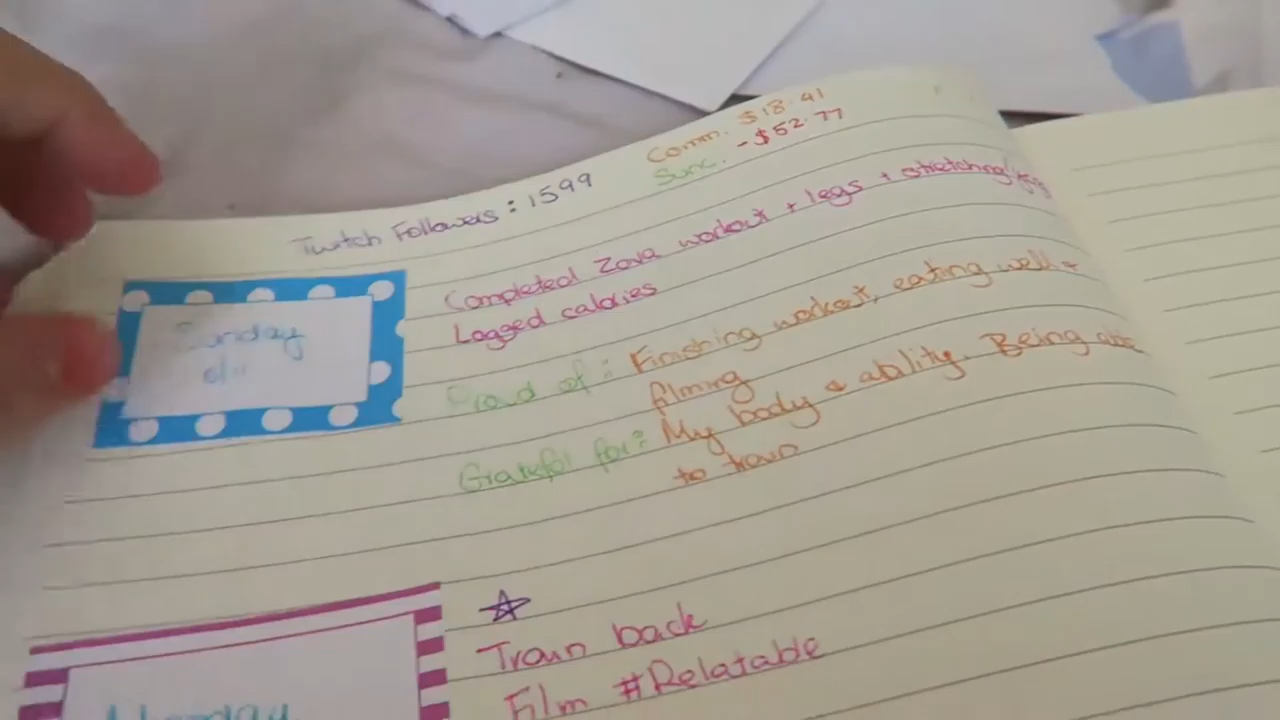 Comm. $18.41
Sunc. -$52.77
Twitch Followers: 1599
Sunday
Completed Zova workout + legs + stretching
Logged calories
Proud of: Finishing workout, eating well +
filming
Grateful for: My body & ability. Being able
to train
Train back
Film #Relatable
Monday